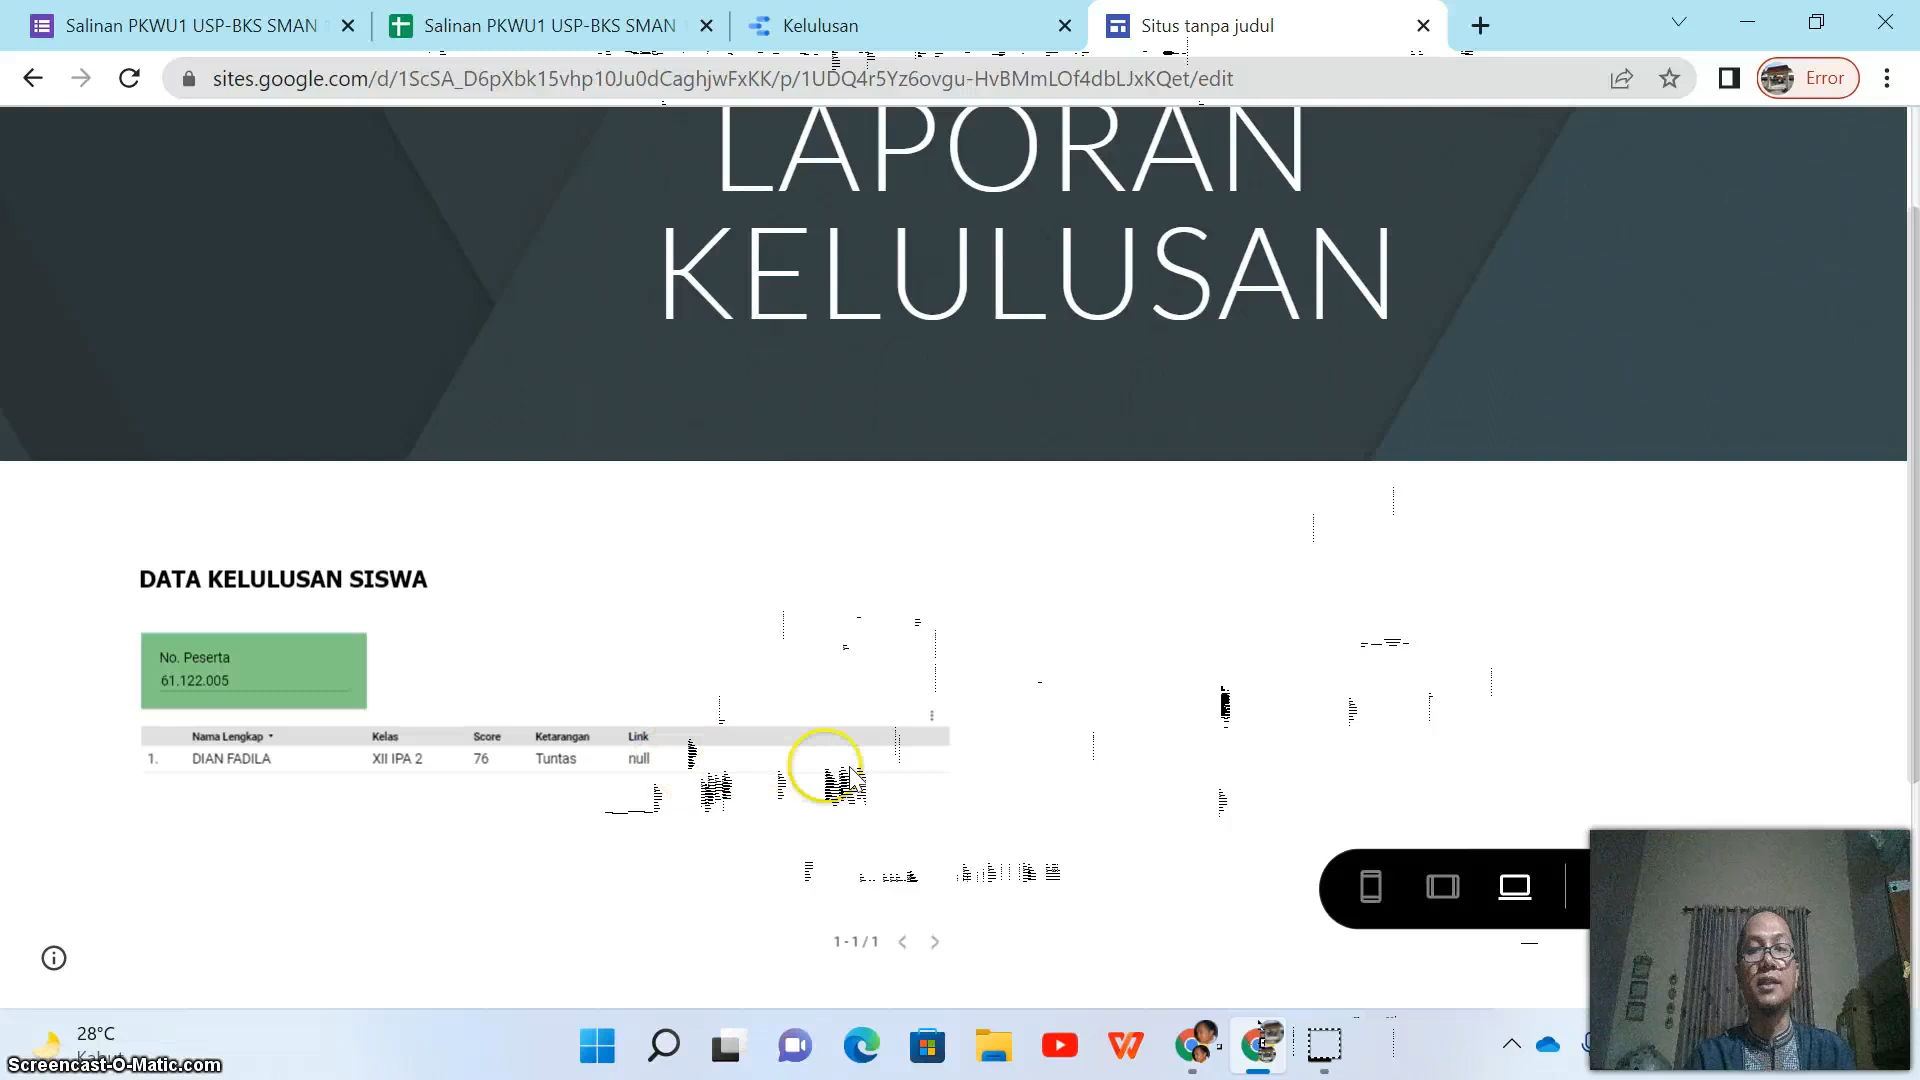 Salinan PKWU1 USP-BKS SMAN
Salinan PKWU1 USP-BKS SMAN
Kelulusan
Situs tanpa judul
sites.google.com/d/1ScSA_D6pXbk15vhp10Ju0dCaghjwFxKK/p/1UDQ4r5Yz6ovgu-HvBMmLOf4dbLJxKQet/edit
Error
LAPORAN
KELULUSAN
DATA KELULUSAN SISWA
No. Peserta
61.122.005
Nama Lengkap Kelas Score Ketarangan Link
1. DIAN FADILA XII IPA 2 76 Tuntas null
1 - 1 / 1
28°C
Kabut
Screencast-O-Matic.com